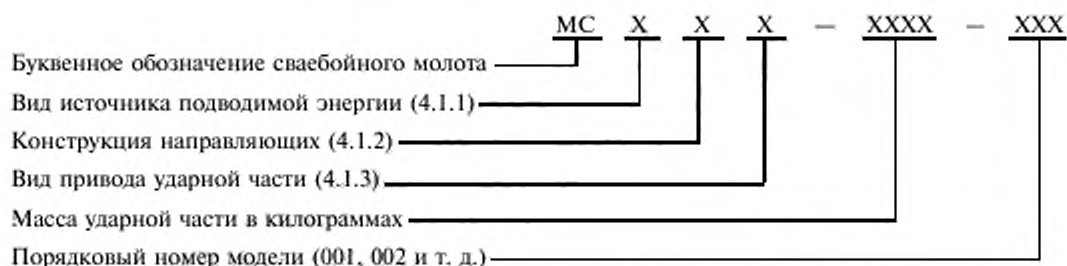 МС X X X — XXXX — XXX
Буквенное обозначение сваебойного молота
Вид источника подводимой энергии (4.1.1)
Конструкция направляющих (4.1.2)
Вид привода ударной части (4.1.3)
Масса ударной части в килограммах
Порядковый номер модели (001, 002 и т. д.)